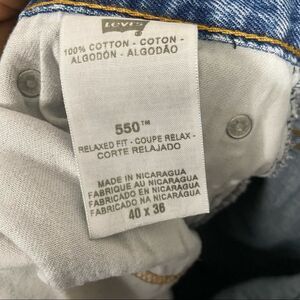 Levi's
100% COTTON - COTON -
ALGODÓN - ALGODÃO
550™
RELAXED FIT - COUPE RELAX -
CORTE RELAJADO
MADE IN NICARAGUA
FABRIQUE AU NICARAGUA
FABRICADO EN NICARAGUA
FABRICADO NA NICARÁGUA
40 X 36